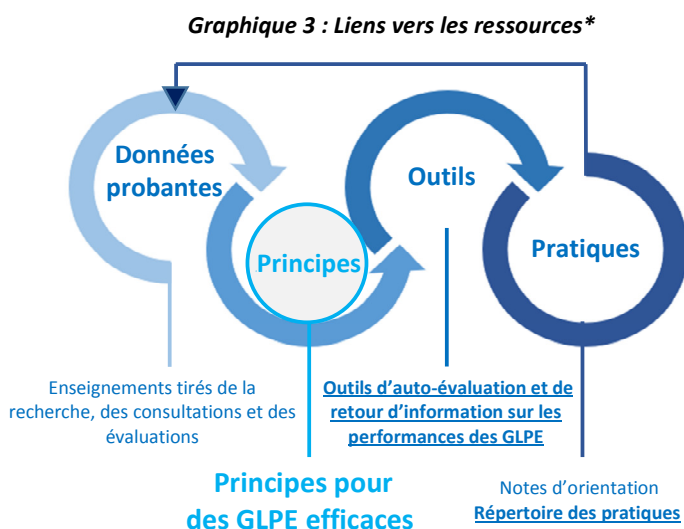 Graphique 3 : Liens vers les ressources*
Données
probantes
Principes
Outils
Pratiques
Enseignements tirés de la
recherche, des consultations et des
évaluations
Outils d’auto-évaluation et de
retour d’information sur les
performances des GLPE
Principes pour
des GLPE efficaces
Notes d’orientation
Répertoire des pratiques